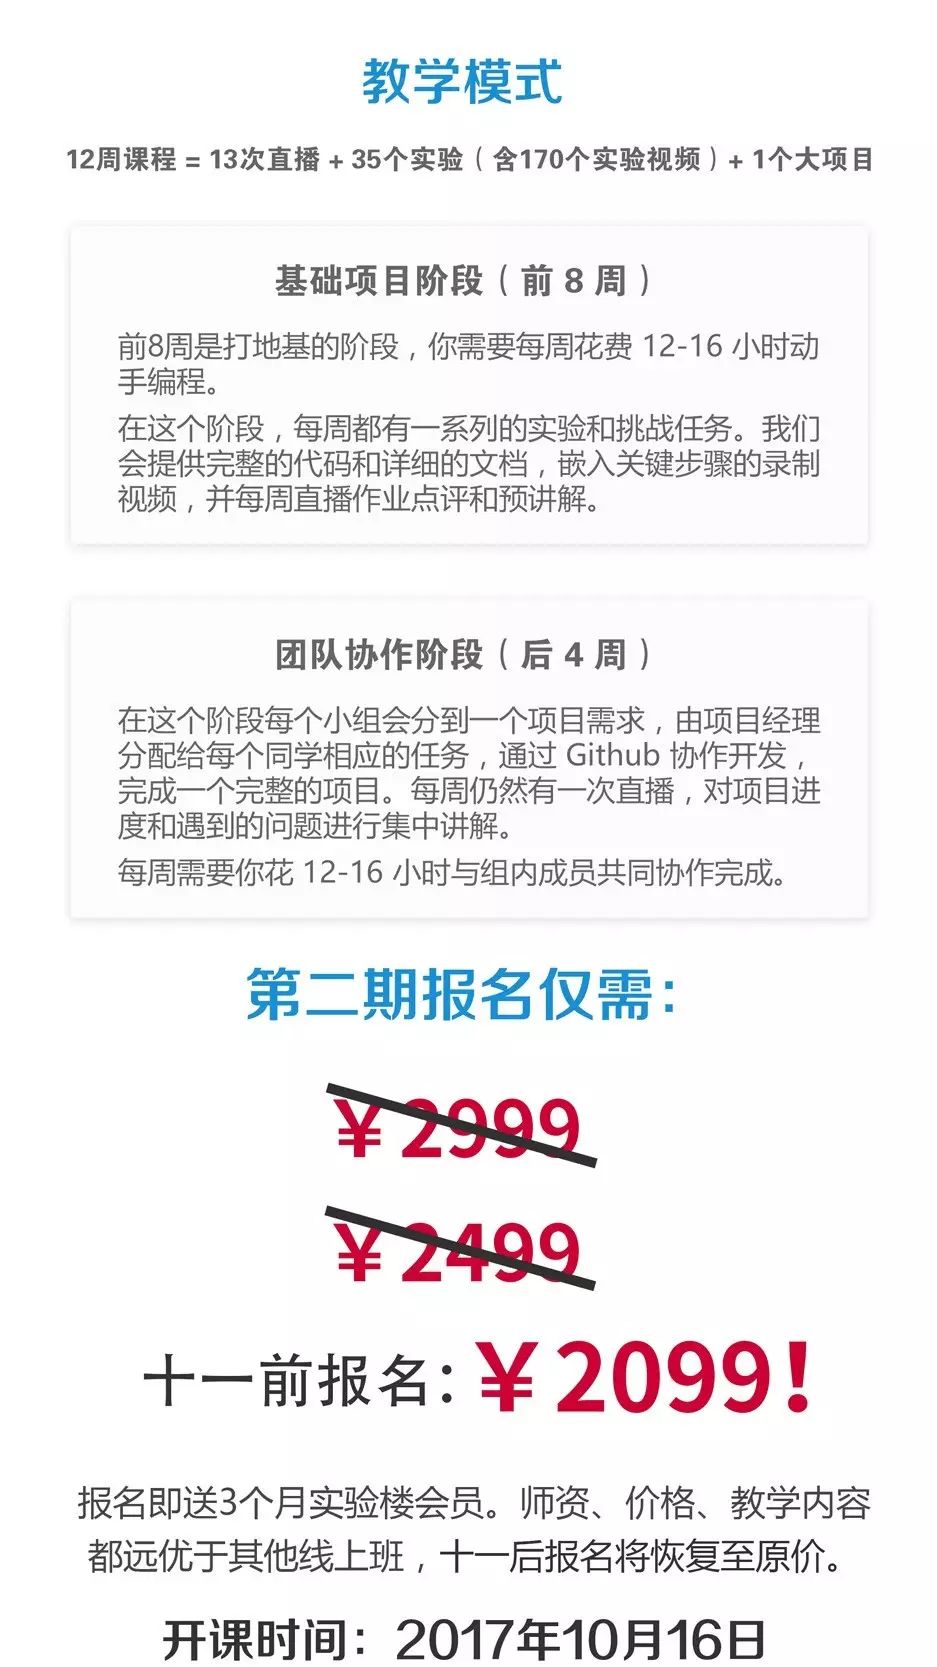 教学模式
12周课程 = 13次直播 + 35个实验（含170个实验视频）+ 1个大项目
基础项目阶段（前 8 周）
前8周是打地基的阶段，你需要每周花费 12-16 小时动
手编程。
在这个阶段，每周都有一系列的实验和挑战任务。我们
会提供完整的代码和详细的文档，嵌入关键步骤的录制
视频，并每周直播作业点评和预讲解。
团队协作阶段（后 4 周）
在这个阶段每个小组会分到一个项目需求，由项目经理
分配给每个同学相应的任务，通过 Github 协作开发，
完成一个完整的项目。每周仍然有一次直播，对项目进
度和遇到的问题进行集中讲解。
每周需要你花 12-16 小时与组内成员共同协作完成。
第二期报名仅需：
￥2999
￥2499
十一前报名：￥2099！
报名即送3个月实验楼会员。师资、价格、教学内容
都远优于其他线上班，十一后报名将恢复至原价。
开课时间：2017年10月16日